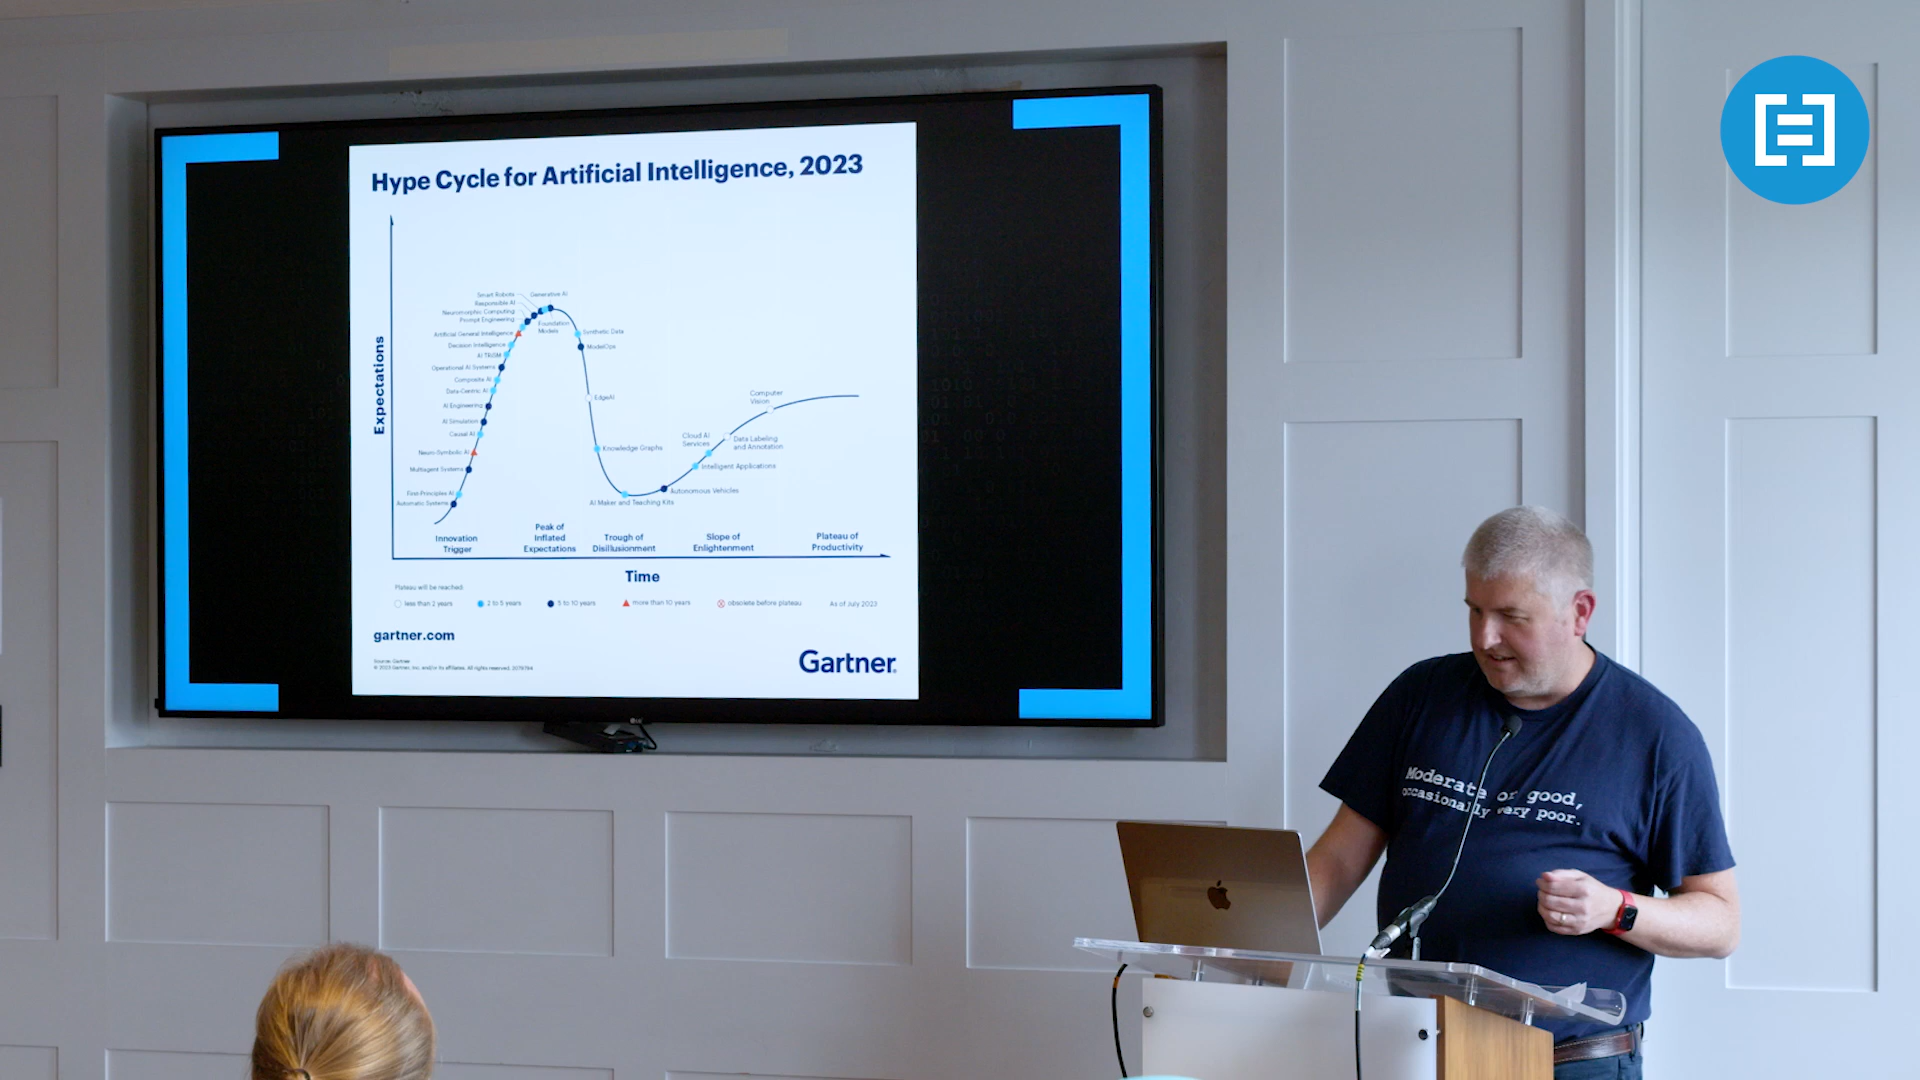 Hype Cycle for Artificial Intelligence, 2023
Expectations
Smart Robots
Generative AI
Responsible AI
Neuromorphic Computing
Prompt Engineering
Foundation
Models
Artificial General Intelligence
Synthetic Data
Decision Intelligence
ModelOps
AI TRiSM
Operational AI Systems
Composite AI
Data-Centric AI
EdgeAI
AI Engineering
AI Simulation
Causal AI
Computer
Vision
Cloud AI
Services
Data Labeling
and Annotation
Knowledge Graphs
Neuro-Symbolic AI
Multiagent Systems
Intelligent Applications
First-Principles AI
Automatic Systems
Autonomous Vehicles
AI Maker and Teaching Kits
Innovation
Trigger
Peak of
Inflated
Expectations
Trough of
Disillusionment
Slope of
Enlightenment
Plateau of
Productivity
Time
Plateau will be reached:
less than 2 years
2 to 5 years
5 to 10 years
more than 10 years
obsolete before plateau
As of July 2023
gartner.com
Source: Gartner
© 2023 Gartner, Inc. and/or its affiliates. All rights reserved.
Gartner
LG
Moderate or good,
occasionally very poor.